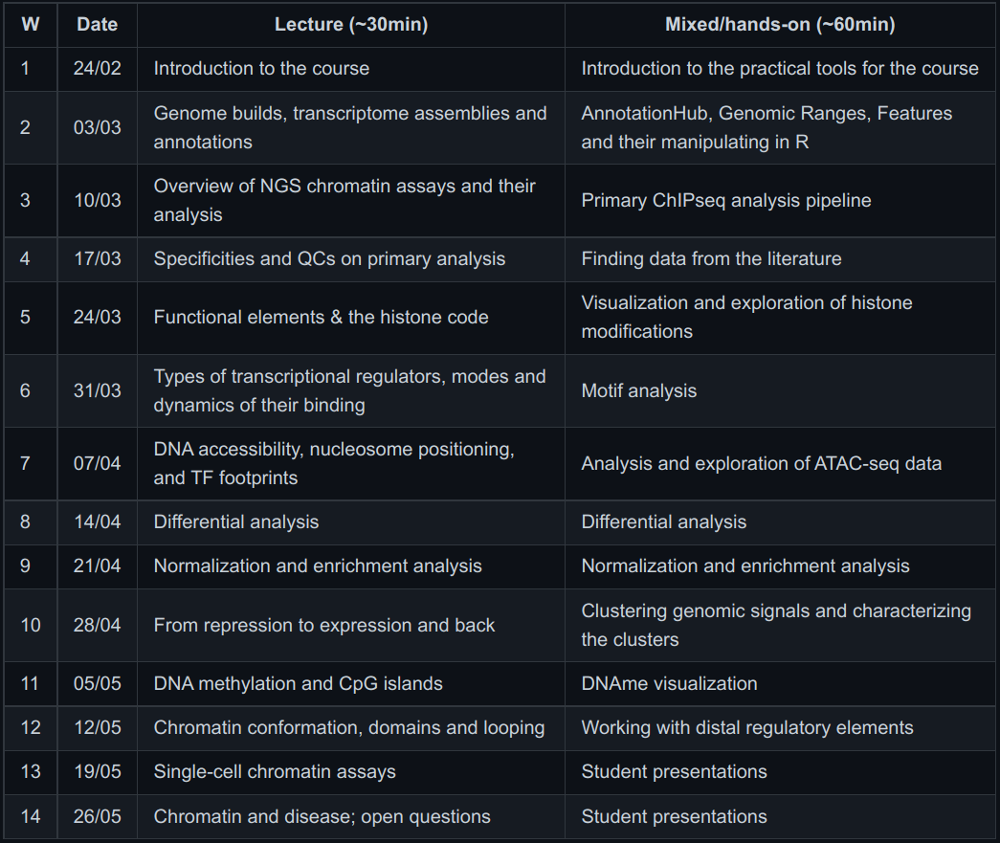 W Date Lecture (~30min) Mixed/hands-on (~60min)
1 24/02 Introduction to the course Introduction to the practical tools for the course
2 03/03 Genome builds, transcriptome assemblies and
annotations
AnnotationHub, Genomic Ranges, Features
and their manipulating in R
3 10/03 Overview of NGS chromatin assays and their
analysis
Primary ChIPseq analysis pipeline
4 17/03 Specificities and QCs on primary analysis Finding data from the literature
5 24/03 Functional elements & the histone code Visualization and exploration of histone
modifications
6 31/03 Types of transcriptional regulators, modes and
dynamics of their binding
Motif analysis
7 07/04 DNA accessibility, nucleosome positioning,
and TF footprints
Analysis and exploration of ATAC-seq data
8 14/04 Differential analysis Differential analysis
9 21/04 Normalization and enrichment analysis Normalization and enrichment analysis
10 28/04 From repression to expression and back Clustering genomic signals and characterizing
the clusters
11 05/05 DNA methylation and CpG islands DNAme visualization
12 12/05 Chromatin conformation, domains and looping Working with distal regulatory elements
13 19/05 Single-cell chromatin assays Student presentations
14 26/05 Chromatin and disease; open questions Student presentations